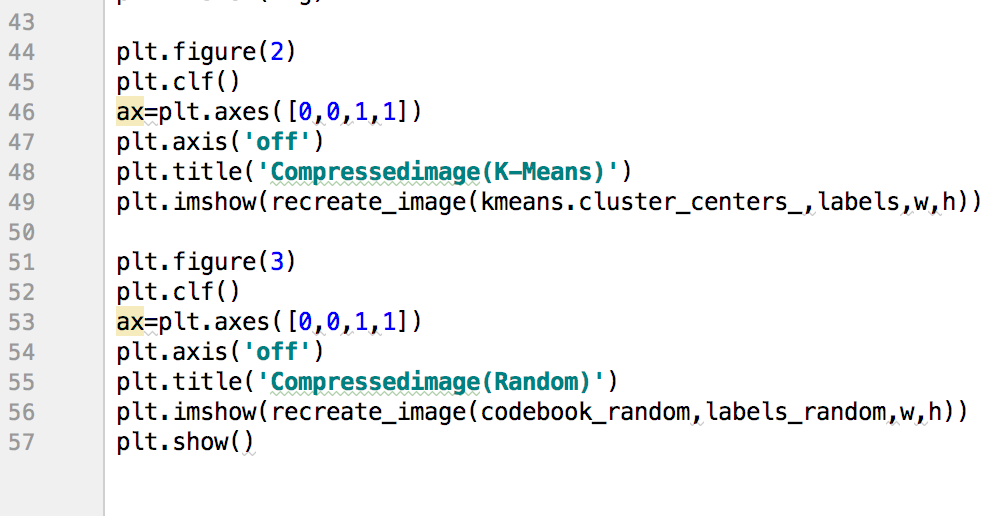 43
44 plt.figure(2)
45 plt.clf()
46 ax=plt.axes([0,0,1,1])
47 plt.axis('off')
48 plt.title('Compressedimage(K-Means)')
49 plt.imshow(recreate_image(kmeans.cluster_centers_,labels,w,h))
50
51 plt.figure(3)
52 plt.clf()
53 ax=plt.axes([0,0,1,1])
54 plt.axis('off')
55 plt.title('Compressedimage(Random)')
56 plt.imshow(recreate_image(codebook_random,labels_random,w,h))
57 plt.show()